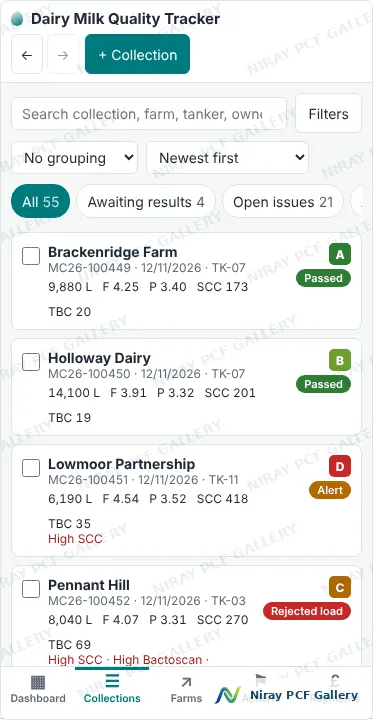 Dairy Milk Quality Tracker
← → + Collection
Search collection, farm, tanker, own
Filters
No grouping
Newest first
All 55
Awaiting results 4
Open issues 21
Brackenridge Farm
A
MC26-100449 · 12/11/2026 · TK-07
Passed
9,880 L F 4.25 P 3.40 SCC 173
TBC 20
Holloway Dairy
B
MC26-100450 · 12/11/2026 · TK-07
Passed
14,100 L F 3.91 P 3.32 SCC 201
TBC 19
Lowmoor Partnership
D
MC26-100451 · 12/11/2026 · TK-11
Alert
6,190 L F 4.54 P 3.52 SCC 418
TBC 35
High SCC
Pennant Hill
C
MC26-100452 · 12/11/2026 · TK-03
Rejected load
8,040 L F 4.07 P 3.31 SCC 270
TBC 69
High SCC · High Bactoscan ·
Dashboard
Collections
Farms
Niray PCF Gallery
NIRAY PCF GALLERY